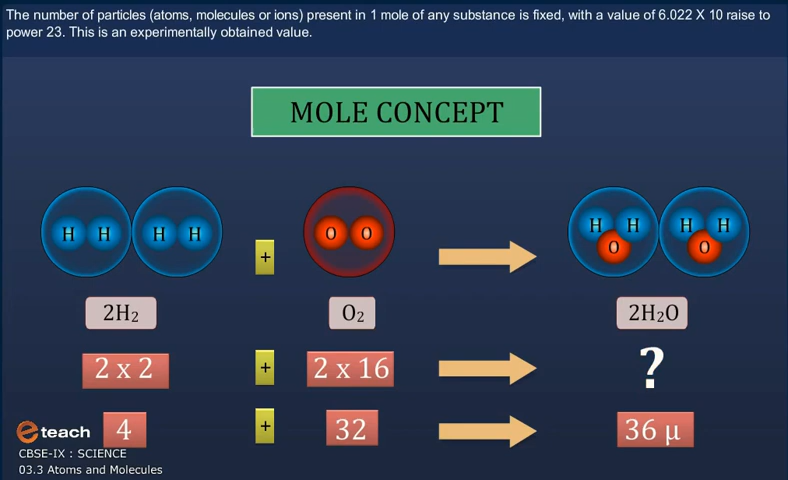 The number of particles (atoms, molecules or ions) present in 1 mole of any substance is fixed, with a value of 6.022 X 10 raise to
power 23. This is an experimentally obtained value.
MOLE CONCEPT
H H H H + O O H H O H H O
2H₂ O₂ 2H₂O
2 x 2 + 2 x 16 ?
4 + 32 36 µ
e teach
CBSE-IX : SCIENCE
03.3 Atoms and Molecules